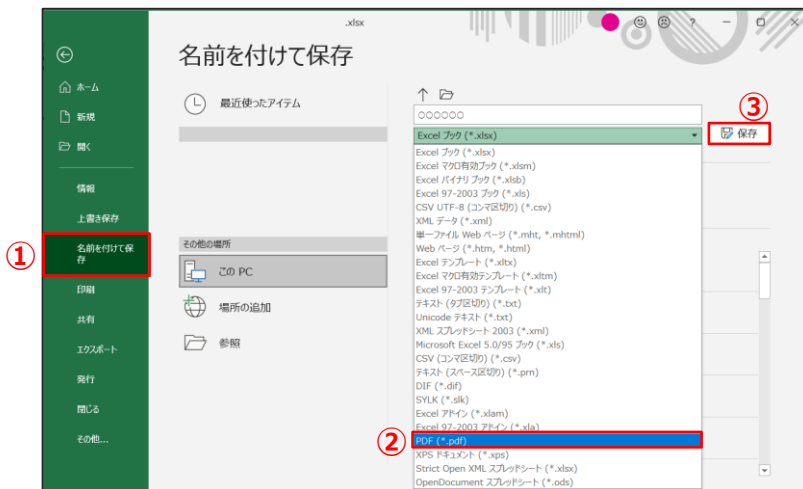 .xlsx
?
名前を付けて保存
ホーム
新規
開く
情報
上書き保存
①
名前を付けて保
存
印刷
共有
エクスポート
発行
閉じる
その他...
最近使ったアイテム
その他の場所
この PC
場所の追加
参照
○○○○○○
③
Excel ブック (*.xlsx)
保存
Excel ブック (*.xlsx)
Excel マクロ有効ブック (*.xlsm)
Excel バイナリ ブック (*.xlsb)
Excel 97-2003 ブック (*.xls)
CSV UTF-8 (コンマ区切り) (*.csv)
XML データ (*.xml)
単一ファイル Web ページ (*.mht, *.mhtml)
Web ページ (*.htm, *.html)
Excel テンプレート (*.xltx)
Excel マクロ有効テンプレート (*.xltm)
Excel 97-2003 テンプレート (*.xlt)
テキスト (タブ区切り) (*.txt)
Unicode テキスト (*.txt)
XML スプレッドシート 2003 (*.xml)
Microsoft Excel 5.0/95 ブック (*.xls)
CSV (コンマ区切り) (*.csv)
テキスト (スペース区切り) (*.prn)
DIF (*.dif)
SYLK (*.slk)
Excel アドイン (*.xlam)
Excel 97-2003 アドイン (*.xla)
②
PDF (*.pdf)
XPS ドキュメント (*.xps)
Strict Open XML スプレッドシート (*.xlsx)
OpenDocument スプレッドシート (*.ods)